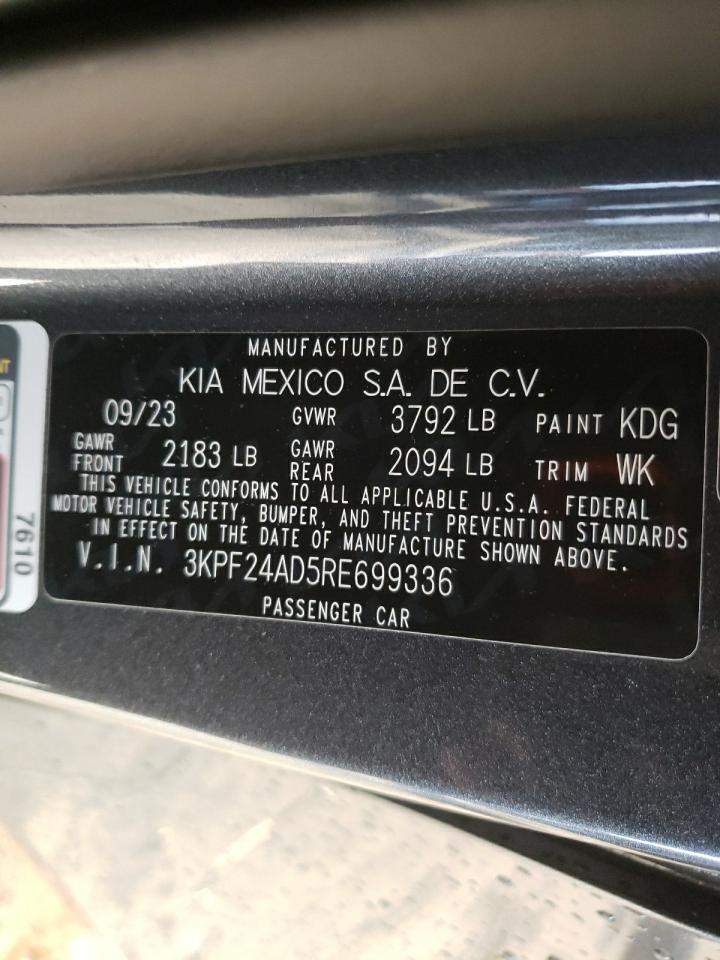 MANUFACTURED BY
KIA MEXICO S.A. DE C.V.
09/23 GVWR 3792 LB PAINT KDG
GAWR FRONT 2183 LB GAWR REAR 2094 LB TRIM WK
THIS VEHICLE CONFORMS TO ALL APPLICABLE U.S.A. FEDERAL
MOTOR VEHICLE SAFETY, BUMPER, AND THEFT PREVENTION STANDARDS
IN EFFECT ON THE DATE OF MANUFACTURE SHOWN ABOVE.
V.I.N. 3KPF24AD5RE699336
PASSENGER CAR
7610